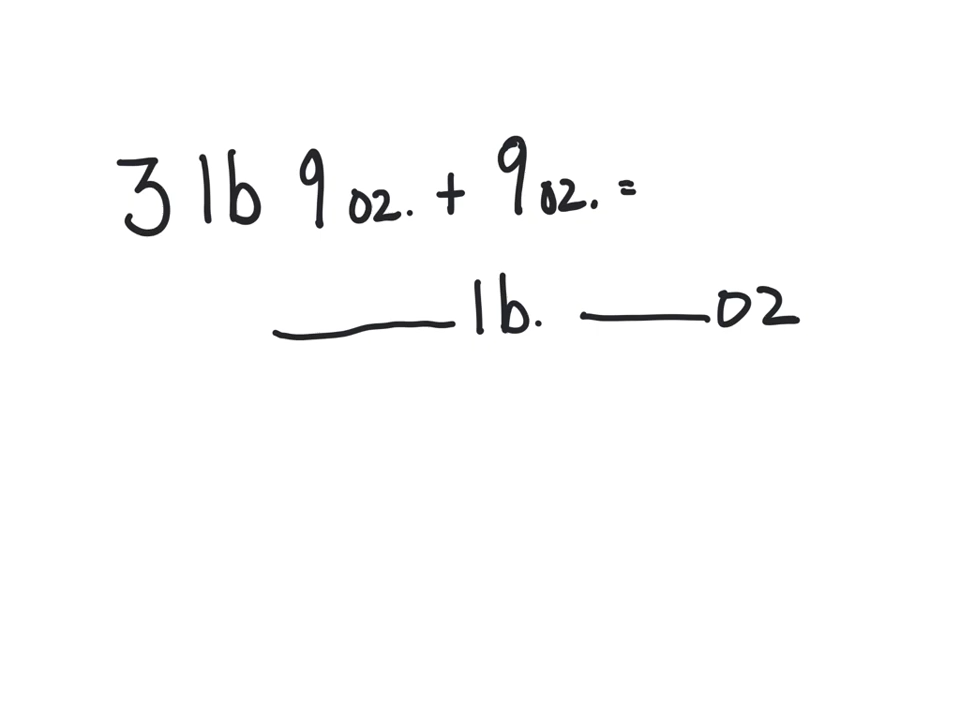 3 lb 9 oz. + 9 oz. =
____ lb. ____ oz